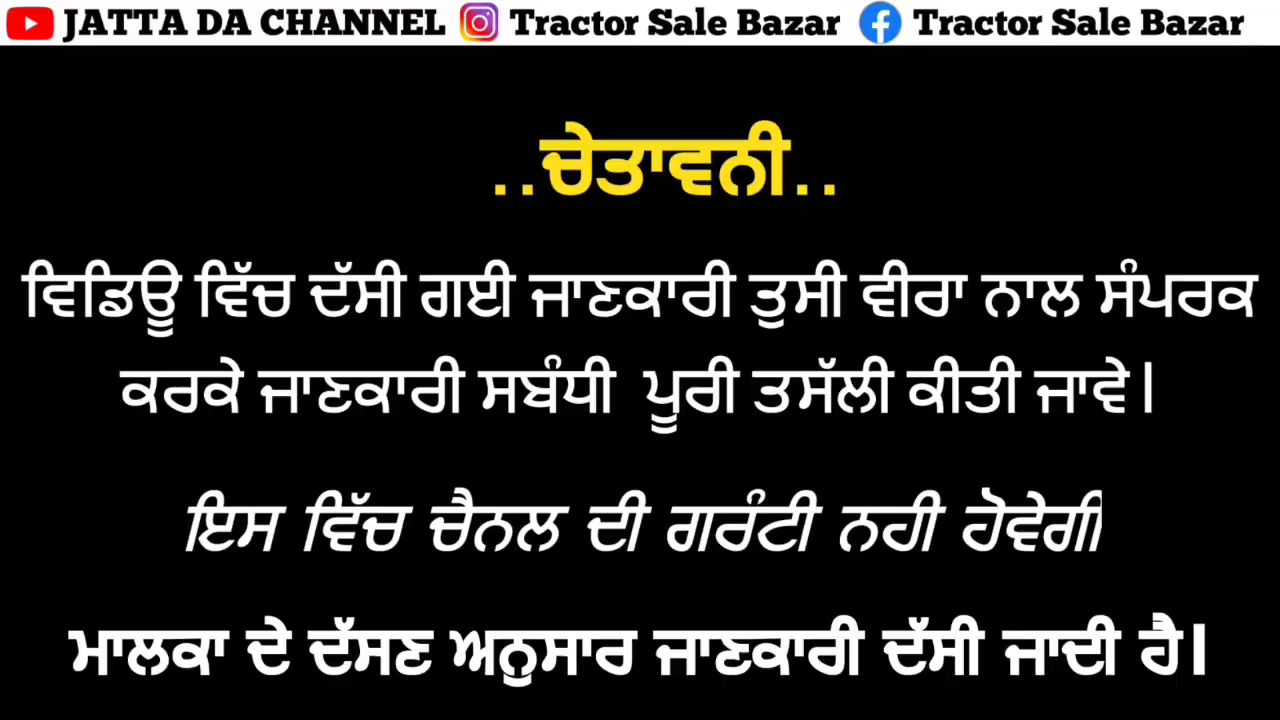 JATTA DA CHANNEL Tractor Sale Bazar Tractor Sale Bazar
..ਚੇਤਾਵਨੀ..
ਵਿਡਿਊ ਵਿੱਚ ਦੱਸੀ ਗਈ ਜਾਣਕਾਰੀ ਤੁਸੀ ਵੀਰਾ ਨਾਲ ਸੰਪਰਕ
ਕਰਕੇ ਜਾਣਕਾਰੀ ਸਬੰਧੀ ਪੂਰੀ ਤਸੱਲੀ ਕੀਤੀ ਜਾਵੇ।
ਇਸ ਵਿੱਚ ਚੈਨਲ ਦੀ ਗਰੰਟੀ ਨਹੀ ਹੋਵੇਗੀ
ਮਾਲਕਾ ਦੇ ਦੱਸਣ ਅਨੁਸਾਰ ਜਾਣਕਾਰੀ ਦੱਸੀ ਜਾਦੀ ਹੈ।